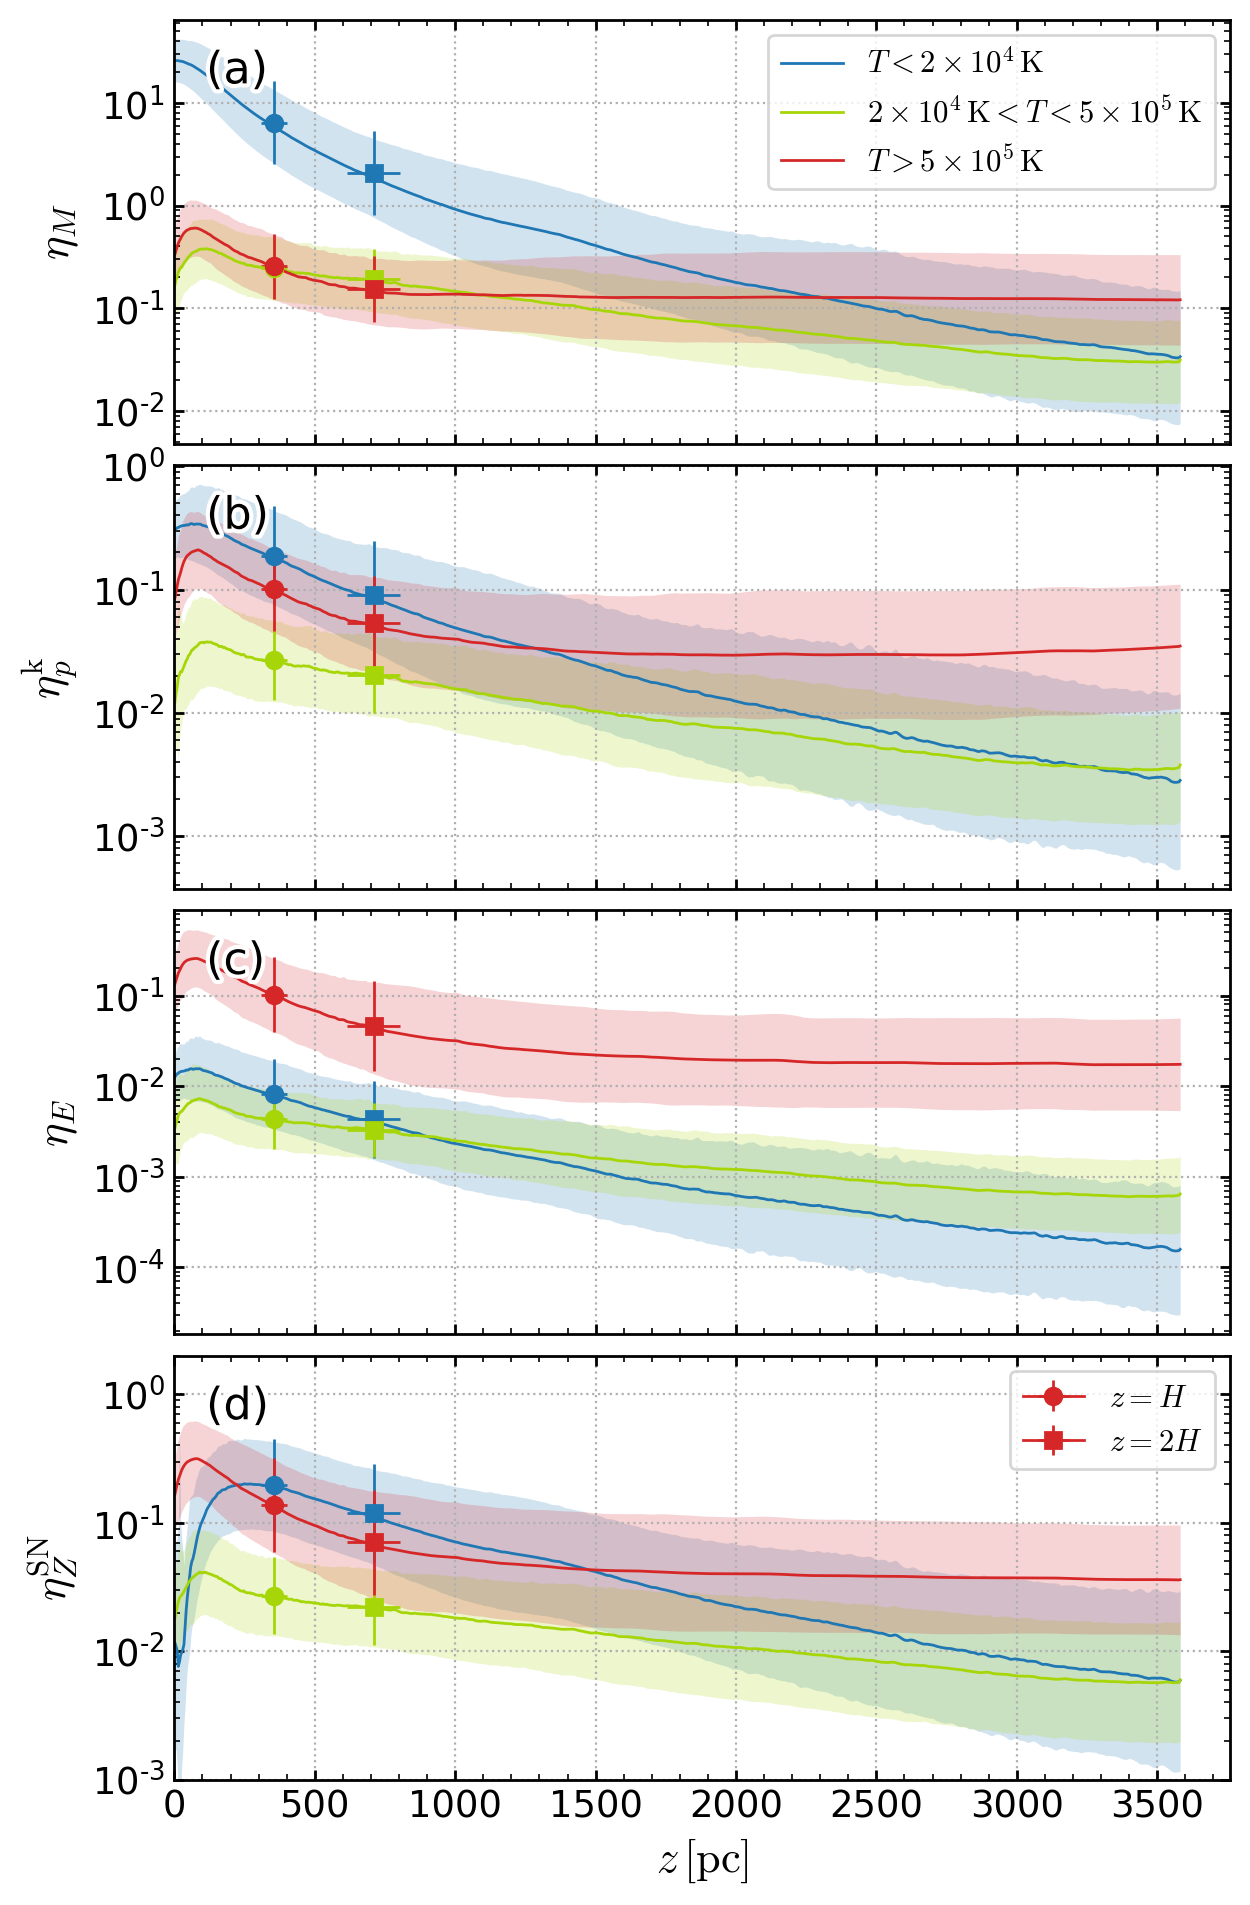 (a)
T < 2 × 10⁴ K
2 × 10⁴ K < T < 5 × 10⁵ K
T > 5 × 10⁵ K
10¹
10⁰
10⁻¹
10⁻²
η_M
(b)
10⁰
10⁻¹
10⁻²
10⁻³
η_p^k
(c)
10⁻¹
10⁻²
10⁻³
10⁻⁴
η_E
(d)
z = H
z = 2H
10⁰
10⁻¹
10⁻²
10⁻³
η_Z^SN
0 500 1000 1500 2000 2500 3000 3500
z [pc]